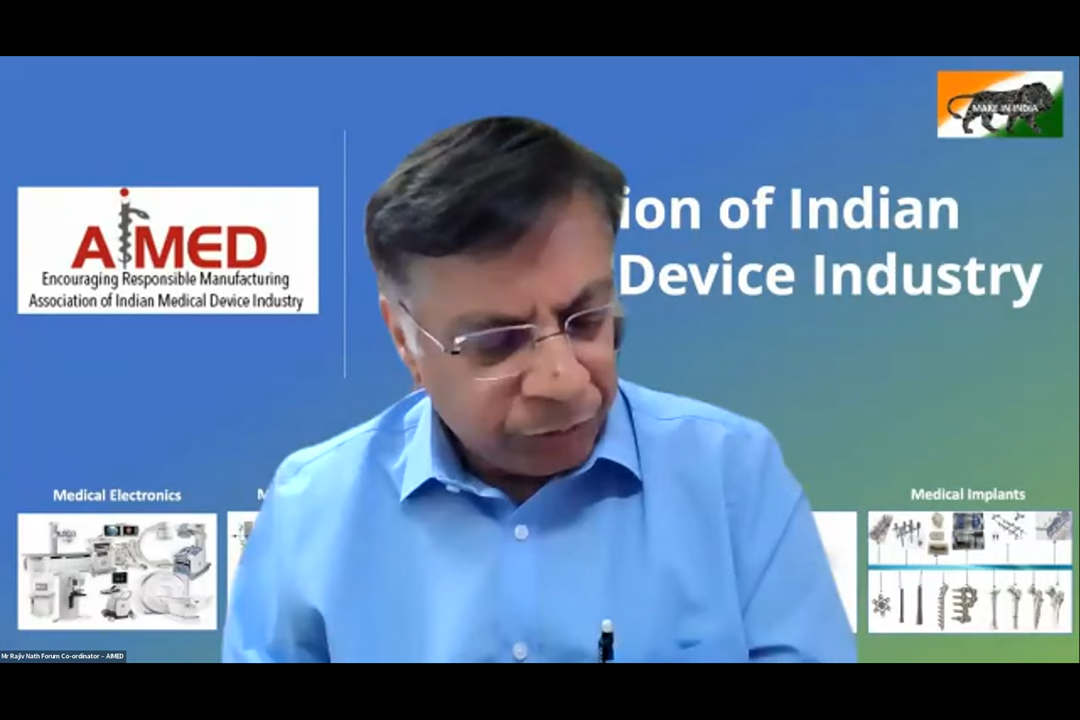 MAKE IN INDIA
AiMED
Encouraging Responsible Manufacturing
Association of Indian Medical Device Industry
ion of Indian
Device Industry
Medical Electronics
M
Medical Implants
Mr Rajiv Nath Forum Co-ordinator - AIMED